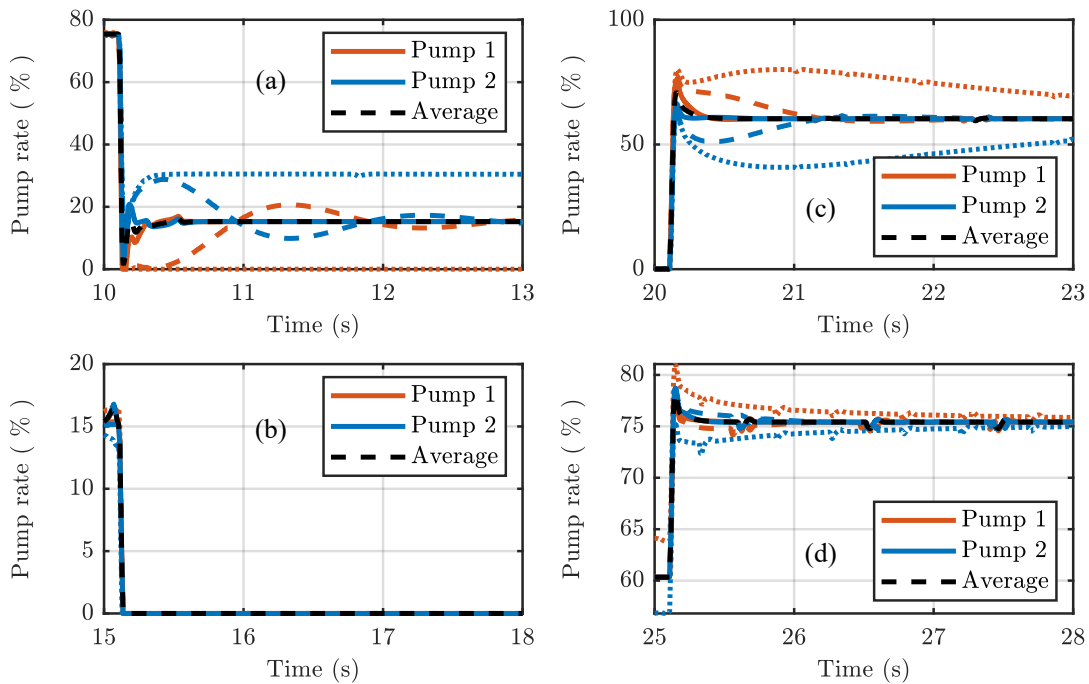 80
60
40
20
0
10
11
12
13
Time (s)
Pump rate ( % )
Pump 1
Pump 2
Average
(a)
100
50
0
20
21
22
23
Time (s)
Pump rate ( % )
Pump 1
Pump 2
Average
(c)
20
15
10
5
0
15
16
17
18
Time (s)
Pump rate ( % )
Pump 1
Pump 2
Average
(b)
80
75
70
65
60
25
26
27
28
Time (s)
Pump rate ( % )
Pump 1
Pump 2
Average
(d)